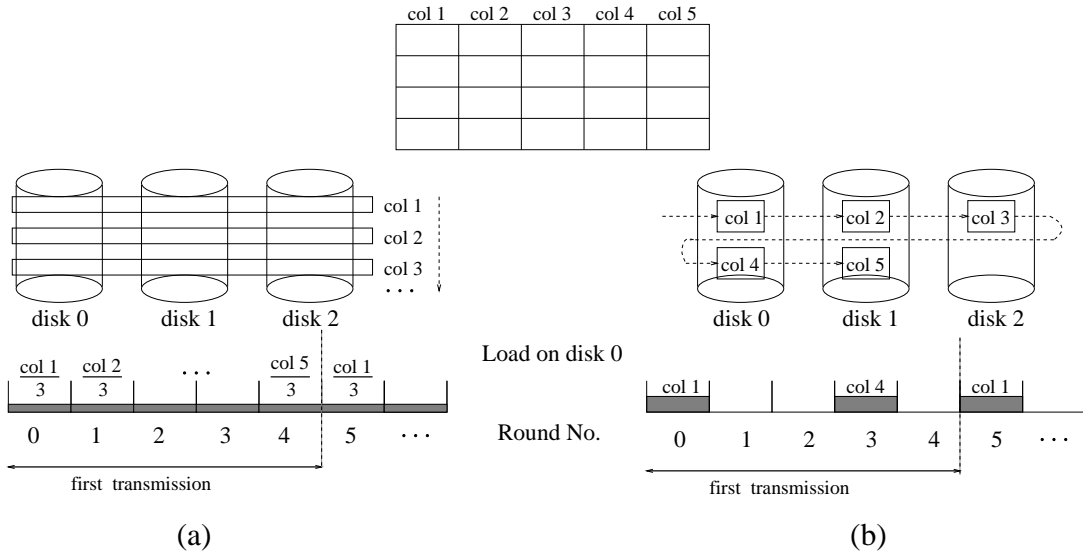 col 1 col 2 col 3 col 4 col 5
col 1
col 2
col 3
· · ·
disk 0 disk 1 disk 2
col 1 col 2 col 3
col 4 col 5
disk 0 disk 1 disk 2
Load on disk 0
col 1 / 3 col 2 / 3 · · · col 5 / 3 col 1 / 3
0 1 2 3 4 5 · · ·
first transmission
(a)
Round No.
col 1 col 4 col 1
0 1 2 3 4 5 · · ·
first transmission
(b)